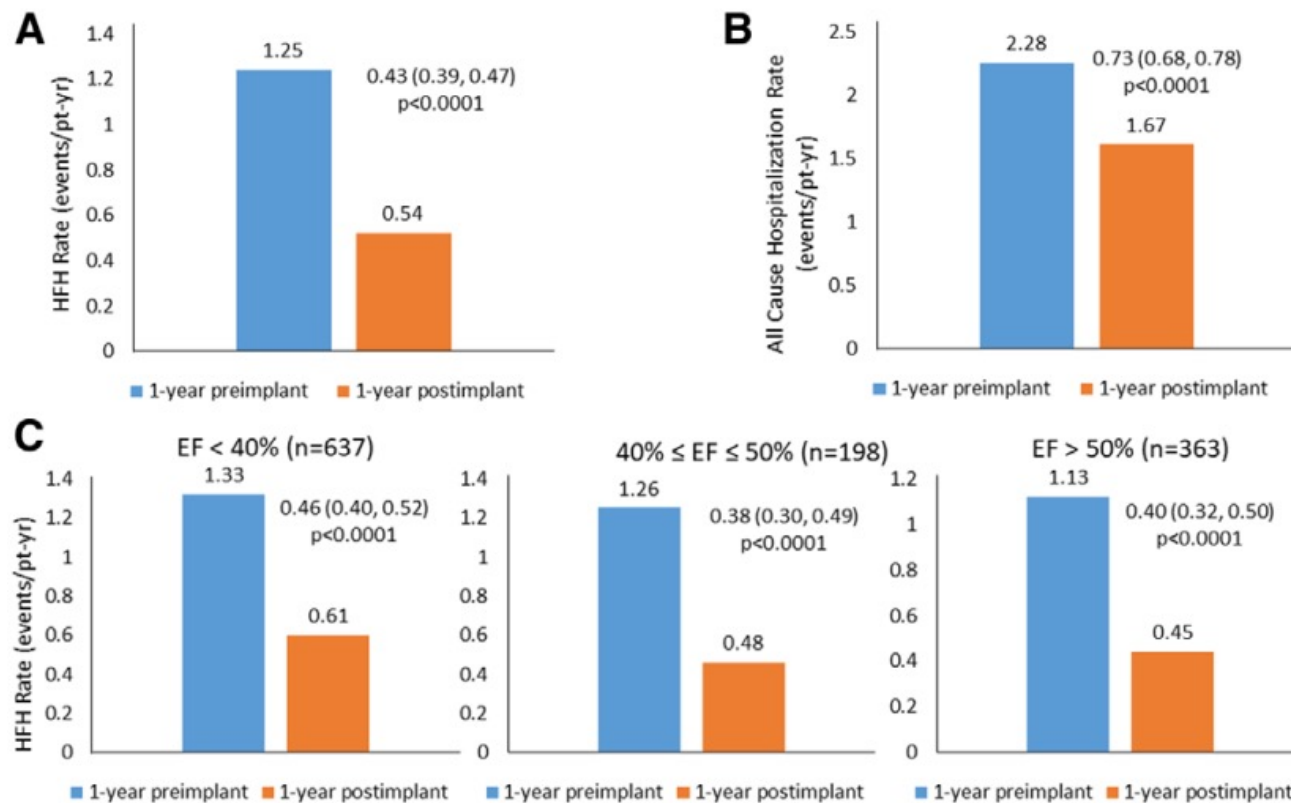 A
HFH Rate (events/pt-yr)
1.4
1.2
1
0.8
0.6
0.4
0.2
0
1.25
0.43 (0.39, 0.47)
p<0.0001
0.54
1-year preimplant
1-year postimplant
B
All Cause Hospitalization Rate
(events/pt-yr)
2.5
2
1.5
1
0.5
0
2.28
0.73 (0.68, 0.78)
p<0.0001
1.67
1-year preimplant
1-year postimplant
C
EF < 40% (n=637)
HFH Rate (events/pt-yr)
1.4
1.2
1
0.8
0.6
0.4
0.2
0
1.33
0.46 (0.40, 0.52)
p<0.0001
0.61
1-year preimplant
1-year postimplant
40% ≤ EF ≤ 50% (n=198)
1.4
1.2
1
0.8
0.6
0.4
0.2
0
1.26
0.38 (0.30, 0.49)
p<0.0001
0.48
1-year preimplant
1-year postimplant
EF > 50% (n=363)
1.2
1
0.8
0.6
0.4
0.2
0
1.13
0.40 (0.32, 0.50)
p<0.0001
0.45
1-year preimplant
1-year postimplant